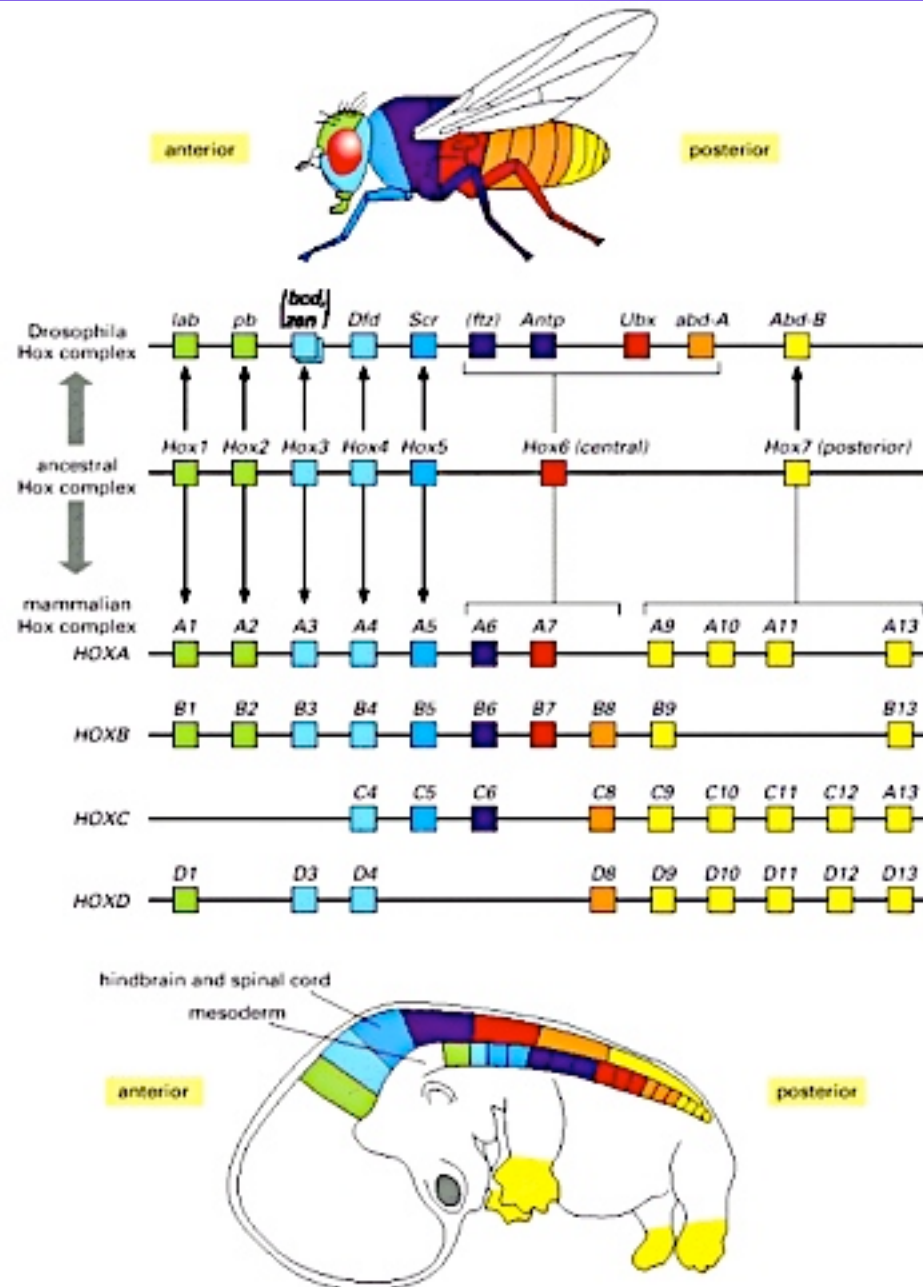 anterior
posterior
lab pb (bcd, zen) Dfd Scr (ftz) Antp Ubx abd-A Abd-B
Drosophila
Hox complex
Hox1 Hox2 Hox3 Hox4 Hox5 Hox6 (central) Hox7 (posterior)
ancestral
Hox complex
mammalian
Hox complex
A1 A2 A3 A4 A5 A6 A7 A9 A10 A11 A13
HOXA
B1 B2 B3 B4 B5 B6 B7 B8 B9 B13
HOXB
C4 C5 C6 C8 C9 C10 C11 C12 A13
HOXC
D1 D3 D4 D8 D9 D10 D11 D12 D13
HOXD
hindbrain and spinal cord
mesoderm
anterior
posterior